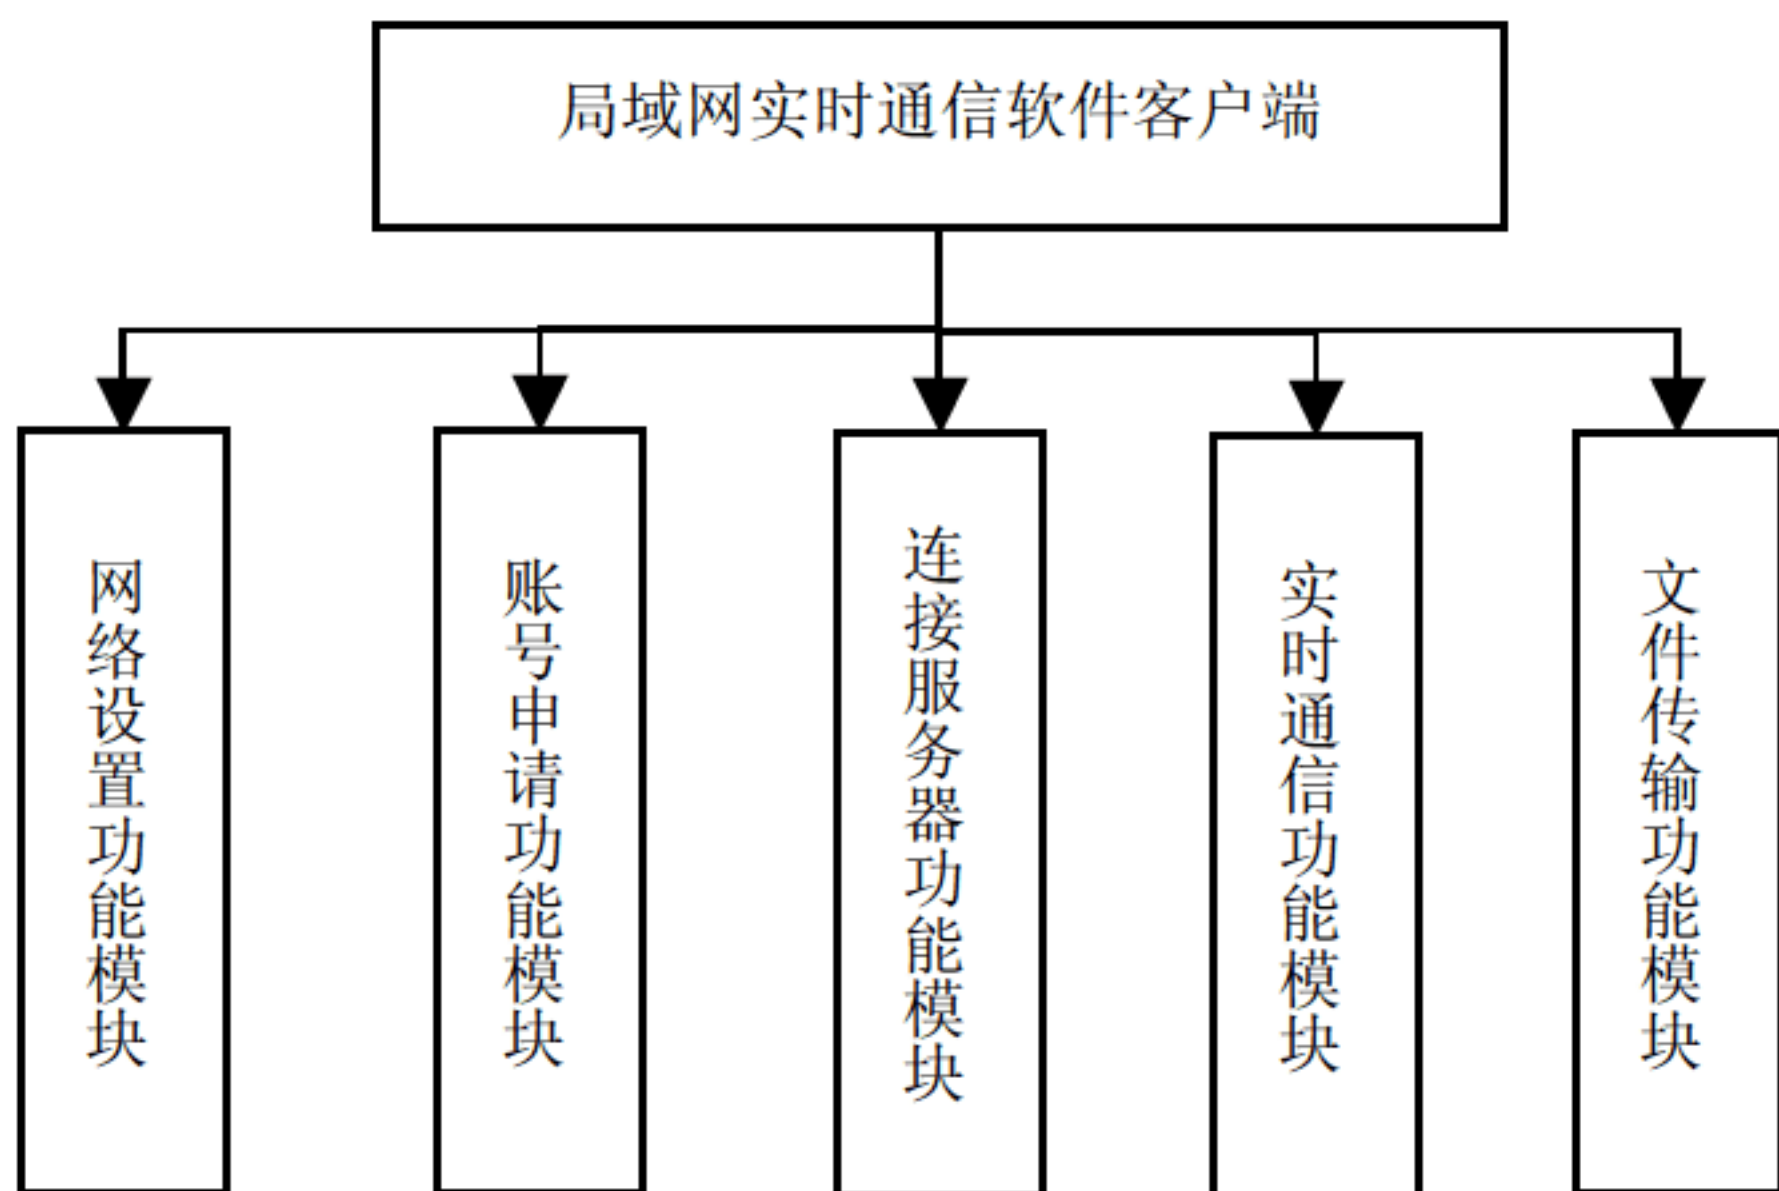 局域网实时通信软件客户端
网络设置功能模块
账号申请功能模块
连接服务器功能模块
实时通信功能模块
文件传输功能模块